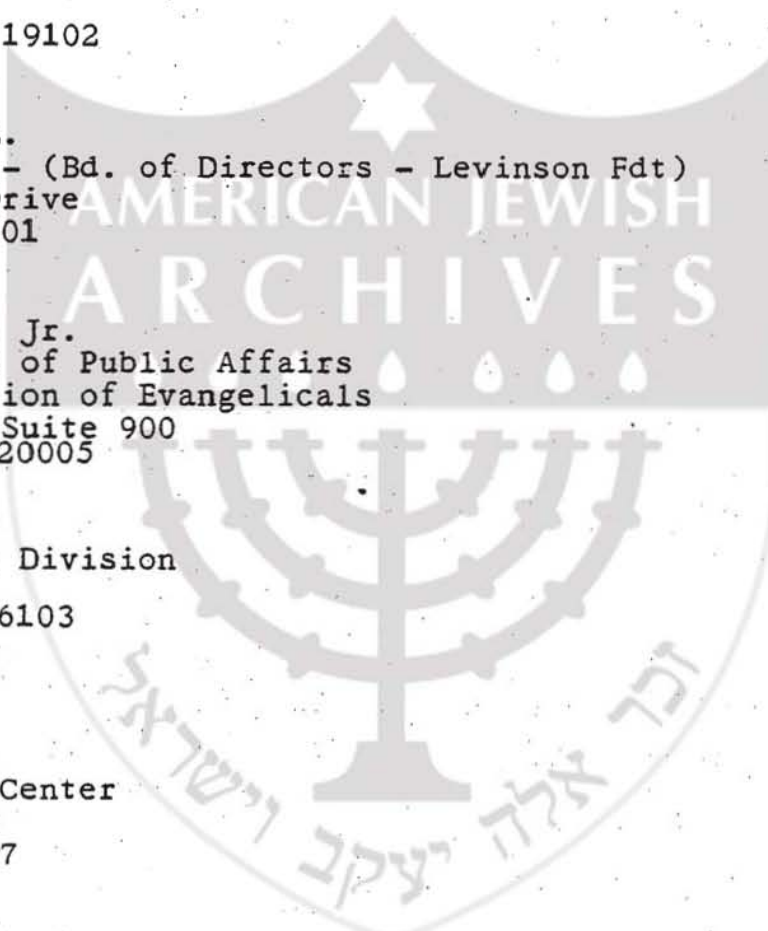 19102
- (Bd. of Directors - Levinson Fdt)
rive
01
AMERICAN JEWISH
ARCHIVES
Jr.
of Public Affairs
ion of Evangelicals
Suite 900
20005
Division
6103
Center
7
זכר אלה יעקב וישראל